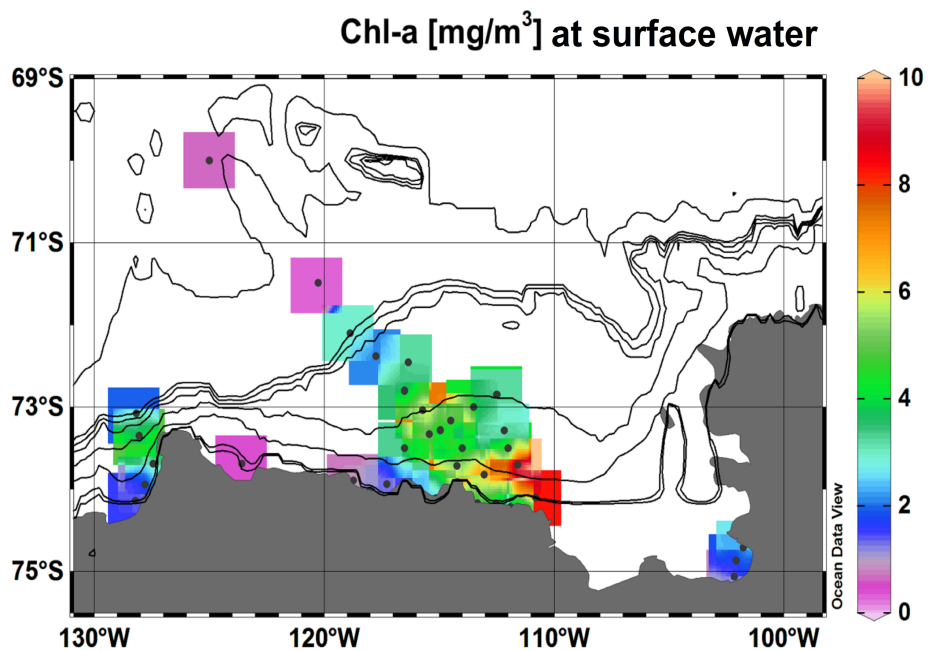 Chl-a [mg/m³] at surface water
69°S
71°S
73°S
75°S
130°W
120°W
110°W
100°W
10
8
6
4
2
0
Ocean Data View